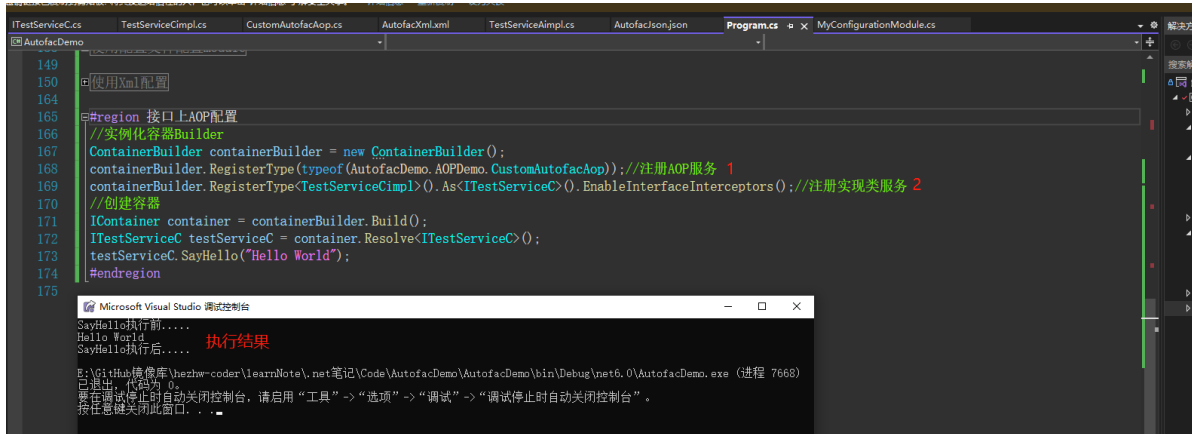 ITestServiceC.cs TestServiceCimpl.cs CustomAutofacAop.cs AutofacXml.xml TestServiceAimpl.cs AutofacJson.json Program.cs MyConfigurationModule.cs 解决方
AutofacDemo
搜索解
149
150 使用Xml配置
164
165 #region 接口上AOP配置
166 //实例化容器Builder
167 ContainerBuilder containerBuilder = new ContainerBuilder();
168 containerBuilder.RegisterType(typeof(AutofacDemo.AOPDemo.CustomAutofacAop));//注册AOP服务 1
169 containerBuilder.RegisterType<TestServiceCimpl>().As<ITestServiceC>().EnableInterfaceInterceptors();//注册实现类服务 2
170 //创建容器
171 IContainer container = containerBuilder.Build();
172 ITestServiceC testServiceC = container.Resolve<ITestServiceC>();
173 testServiceC.SayHello("Hello World");
174 #endregion
175
Microsoft Visual Studio 调试控制台
SayHello执行前.....
Hello World
SayHello执行后..... 执行结果
E:\GitHub镜像库\hezhw-coder\learnNote\.net笔记\Code\AutofacDemo\AutofacDemo\bin\Debug\net6.0\AutofacDemo.exe (进程 7668)
已退出，代码为 0。
要在调试停止时自动关闭控制台，请启用“工具”->“选项”->“调试”->“调试停止时自动关闭控制台”。
按任意键关闭此窗口. . .